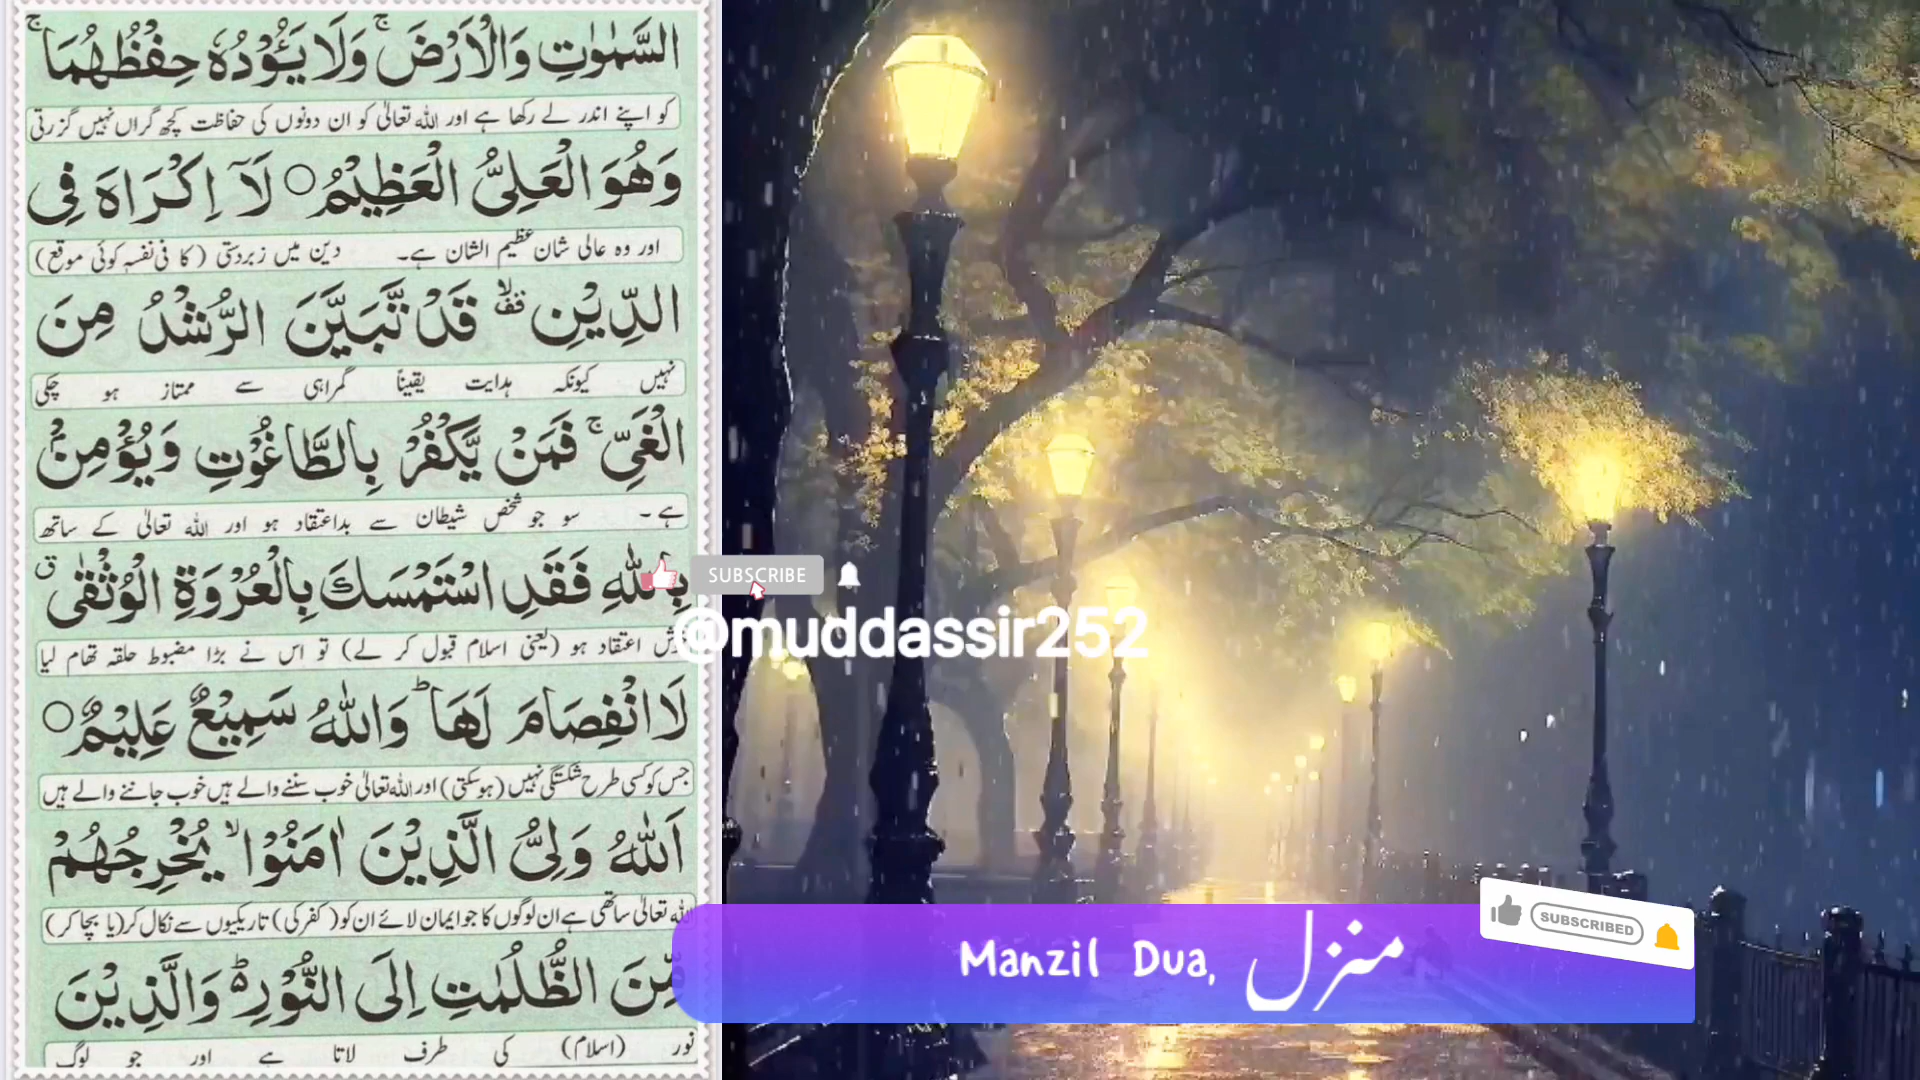 السَّمٰوٰتِ وَالْاَرْضَ ۚ وَلَا يَـُٔوْدُهٗ حِفْظُهُمَا ۚ
کو اپنے اندر لے رکھا ہے اور اللہ تعالیٰ کو ان دونوں کی حفاظت کچھ گراں نہیں گزرتی
وَهُوَ الْعَلِيُّ الْعَظِيْمُ ○ لَآ اِكْرَاهَ فِى
اور وہ عالی شان عظیم الشان ہے۔ دین میں زبردستی (کا فی نفسہ کوئی موقع)
الدِّيْنِ ۙقف قَدْ تَّبَيَّنَ الرُّشْدُ مِنَ
نہیں کیونکہ ہدایت یقیناً گمراہی سے ممتاز ہو چکی
الْغَيِّ ۚ فَمَنْ يَّكْفُرْ بِالطَّاغُوْتِ وَيُؤْمِنْۢ
ہے۔ سو جو شخص شیطان سے بداعتقاد ہو اور اللہ تعالیٰ کے ساتھ
بِاللّٰهِ فَقَدِ اسْتَمْسَكَ بِالْعُرْوَةِ الْوُثْقٰى ق
اعتقاد ہو (یعنی اسلام قبول کر لے) تو اس نے بڑا مضبوط حلقہ تھام لیا
لَا انْفِصَامَ لَهَا ؕ وَاللّٰهُ سَمِيْعٌ عَلِيْمٌ ○
جس کو کسی طرح شکستگی نہیں (ہوسکتی) اور اللہ تعالیٰ خوب سننے والے ہیں خوب جاننے والے ہیں
اَللّٰهُ وَلِيُّ الَّذِيْنَ اٰمَنُوْا ۙ يُخْرِجُهُمْ
اللہ تعالیٰ ساتھی ہے ان لوگوں کا جو ایمان لائے ان کو (کفر کی) تاریکیوں سے نکال کر (یا بچا کر)
مِّنَ الظُّلُمٰتِ اِلَى النُّوْرِ ؕ۬ وَالَّذِيْنَ
نور (اسلام) کی طرف لاتا ہے اور جو لوگ
SUBSCRIBE
@muddassir252
SUBSCRIBED
Manzil Dua, منزل